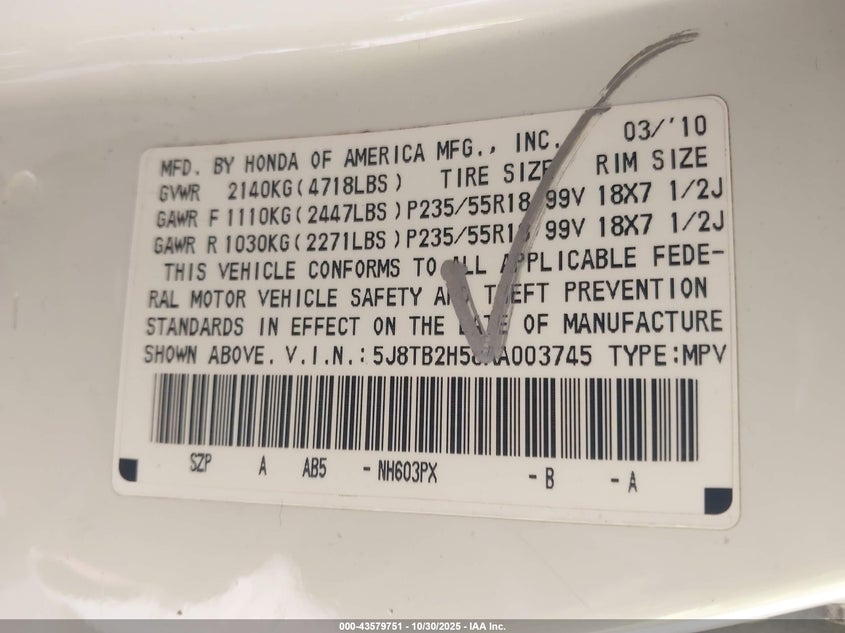 03/'10
MFD. BY HONDA OF AMERICA MFG., INC.
GVWR 2140KG(4718LBS) TIRE SIZE RIM SIZE
GAWR F 1110KG(2447LBS) P235/55R18 99V 18X7 1/2J
GAWR R 1030KG(2271LBS) P235/55R18 99V 18X7 1/2J
THIS VEHICLE CONFORMS TO ALL APPLICABLE FEDE-
RAL MOTOR VEHICLE SAFETY AND THEFT PREVENTION
STANDARDS IN EFFECT ON THE DATE OF MANUFACTURE
SHOWN ABOVE. V.I.N.: TYPE:MPV
SZP A AB5 -NH603PX -B -A
000-43579751 - 10/30/2025 - IAA Inc.